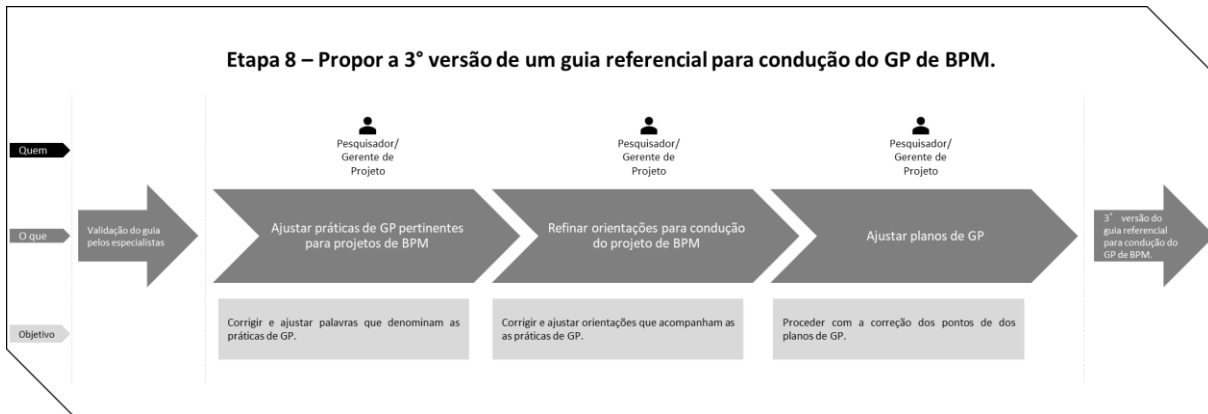 Etapa 8 – Propor a 3° versão de um guia referencial para condução do GP de BPM.
Quem
Pesquisador/
Gerente de
Projeto
Pesquisador/
Gerente de
Projeto
Pesquisador/
Gerente de
Projeto
O que
Validação do guia
pelos especialistas
Ajustar práticas de GP pertinentes
para projetos de BPM
Refinar orientações para condução
do projeto de BPM
Ajustar planos de GP
3° versão do
guia referencial
para condução do
GP de BPM.
Objetivo
Corrigir e ajustar palavras que denominam as
práticas de GP.
Corrigir e ajustar orientações que acompanham as
as práticas de GP.
Proceder com a correção dos pontos de dos
planos de GP.